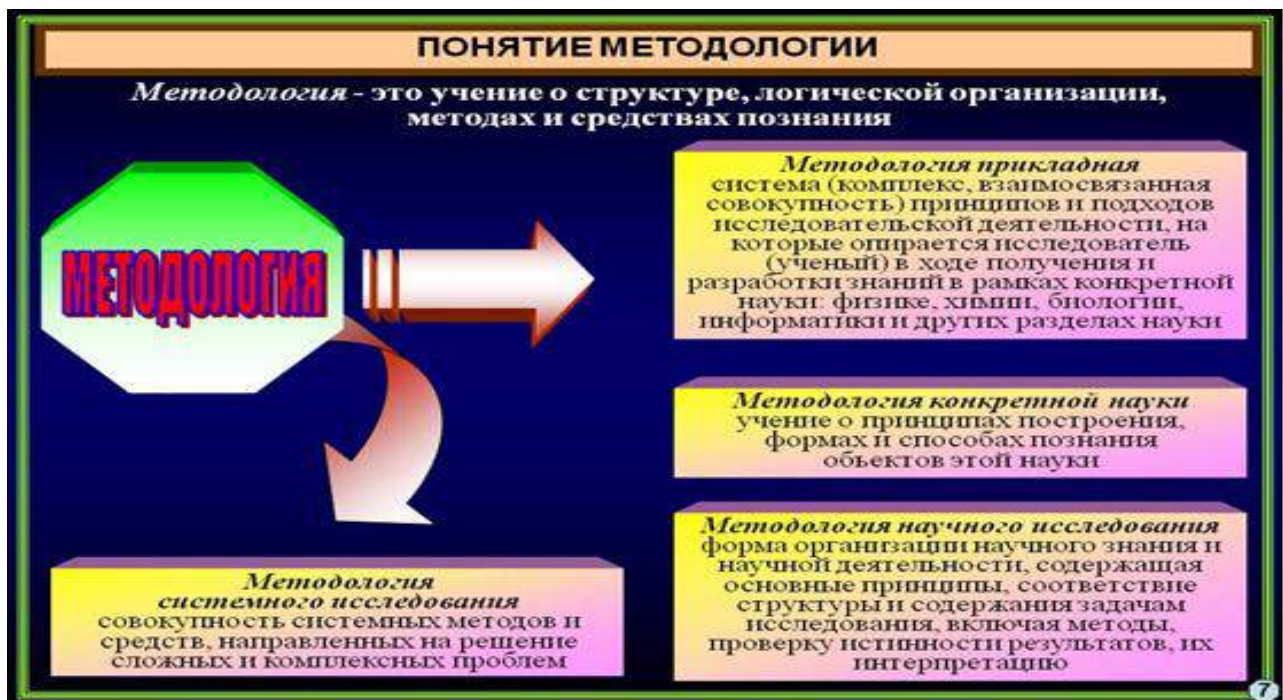 ПОНЯТИЕ МЕТОДОЛОГИИ
Методология - это учение о структуре, логической организации,
методах и средствах познания
МЕТОДОЛОГИЯ
Методология прикладная
система (комплекс, взаимосвязанная
совокупность) принципов и подходов
исследовательской деятельности, на
которые опирается исследователь
(ученый) в ходе получения и
разработки знаний в рамках конкретной
науки: физике, химии, биологии,
информатики и других разделах науки
Методология конкретной науки
учение о принципах построения,
формах и способах познания
объектов этой науки
Методология научного исследования
форма организации научного знания и
научной деятельности, содержащая
основные принципы, соответствие
структуры и содержания задачам
исследования, включая методы,
проверку истинности результатов, их
интерпретацию
Методология
системного исследования
совокупность системных методов и
средств, направленных на решение
сложных и комплексных проблем
7